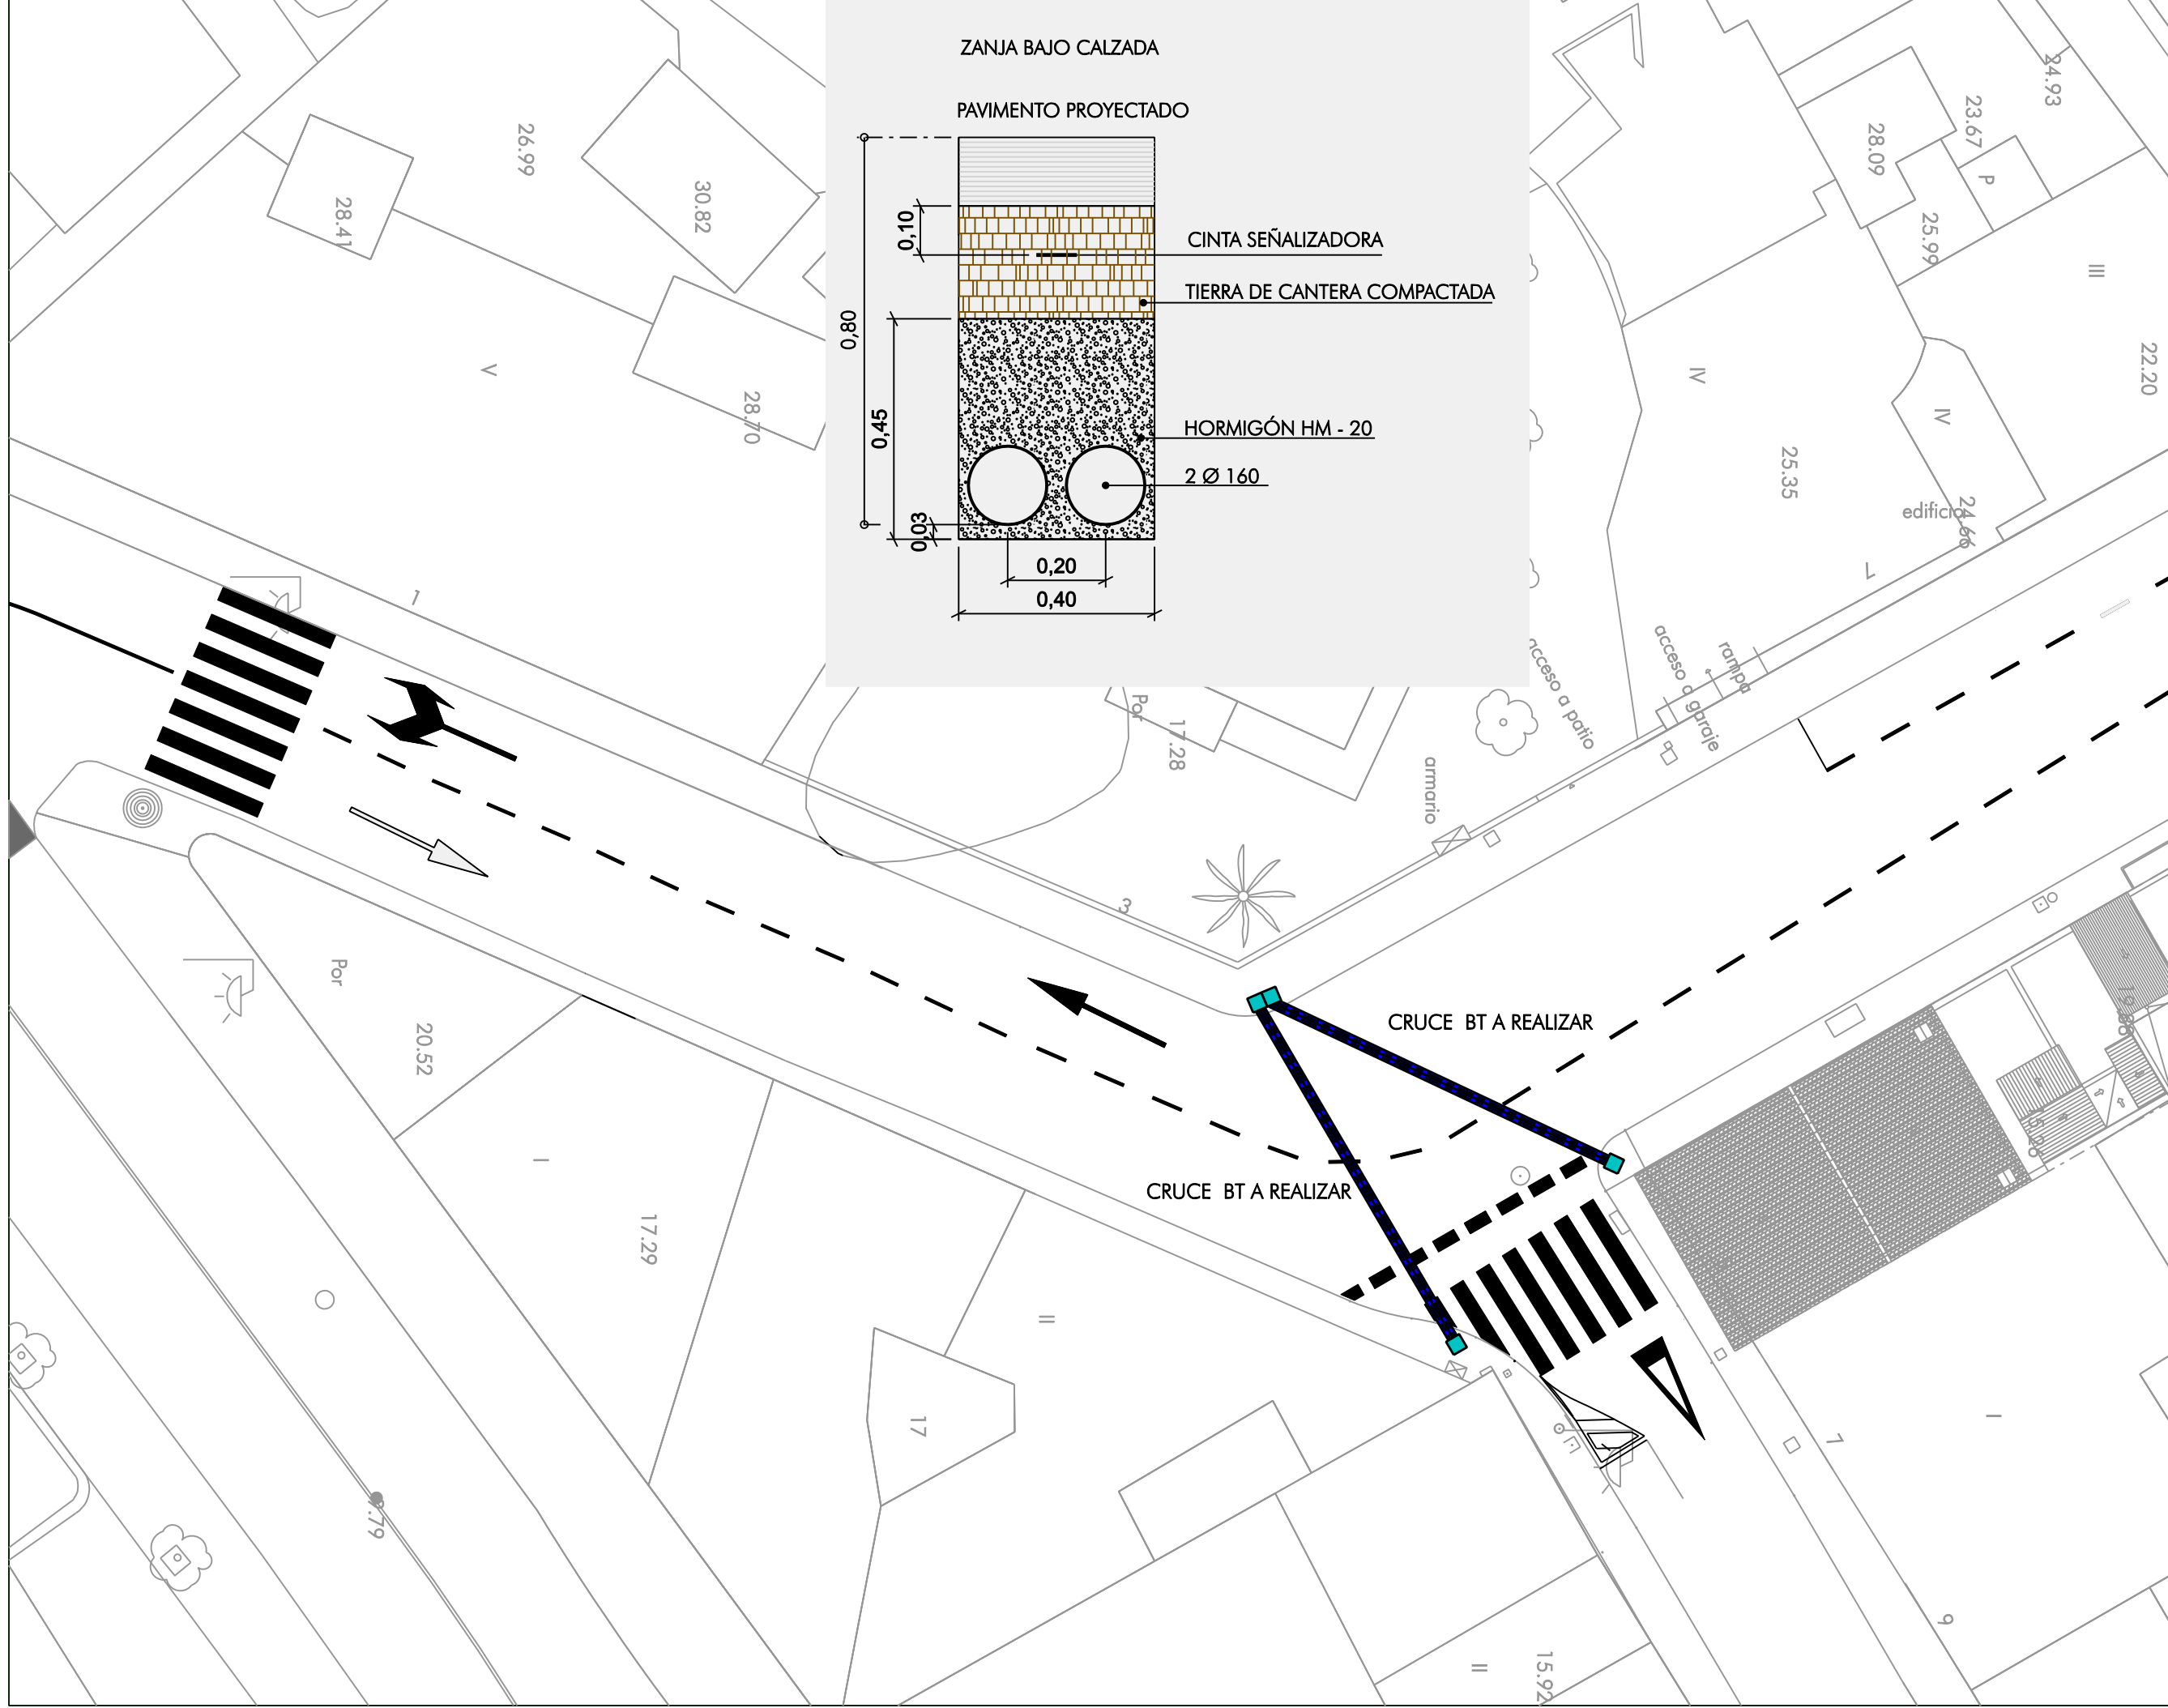 ZANJA BAJO CALZADA
PAVIMENTO PROYECTADO
0,10
CINTA SEÑALIZADORA
TIERRA DE CANTERA COMPACTADA
0,80
0,45
HORMIGÓN HM - 20
2 Ø 160
0,03
0,20
0,40
26.99
28.41
30.82
28.70
V
1
24.93
23.67
28.09
P
25.99
III
22.20
IV
IV
25.35
24.66
edificio
7
acceso a patio
acceso a garaje
rampa
Por
17.28
armario
3
CRUCE BT A REALIZAR
CRUCE BT A REALIZAR
Por
20.52
I
17.29
II
17
I
7
9
II
15.92